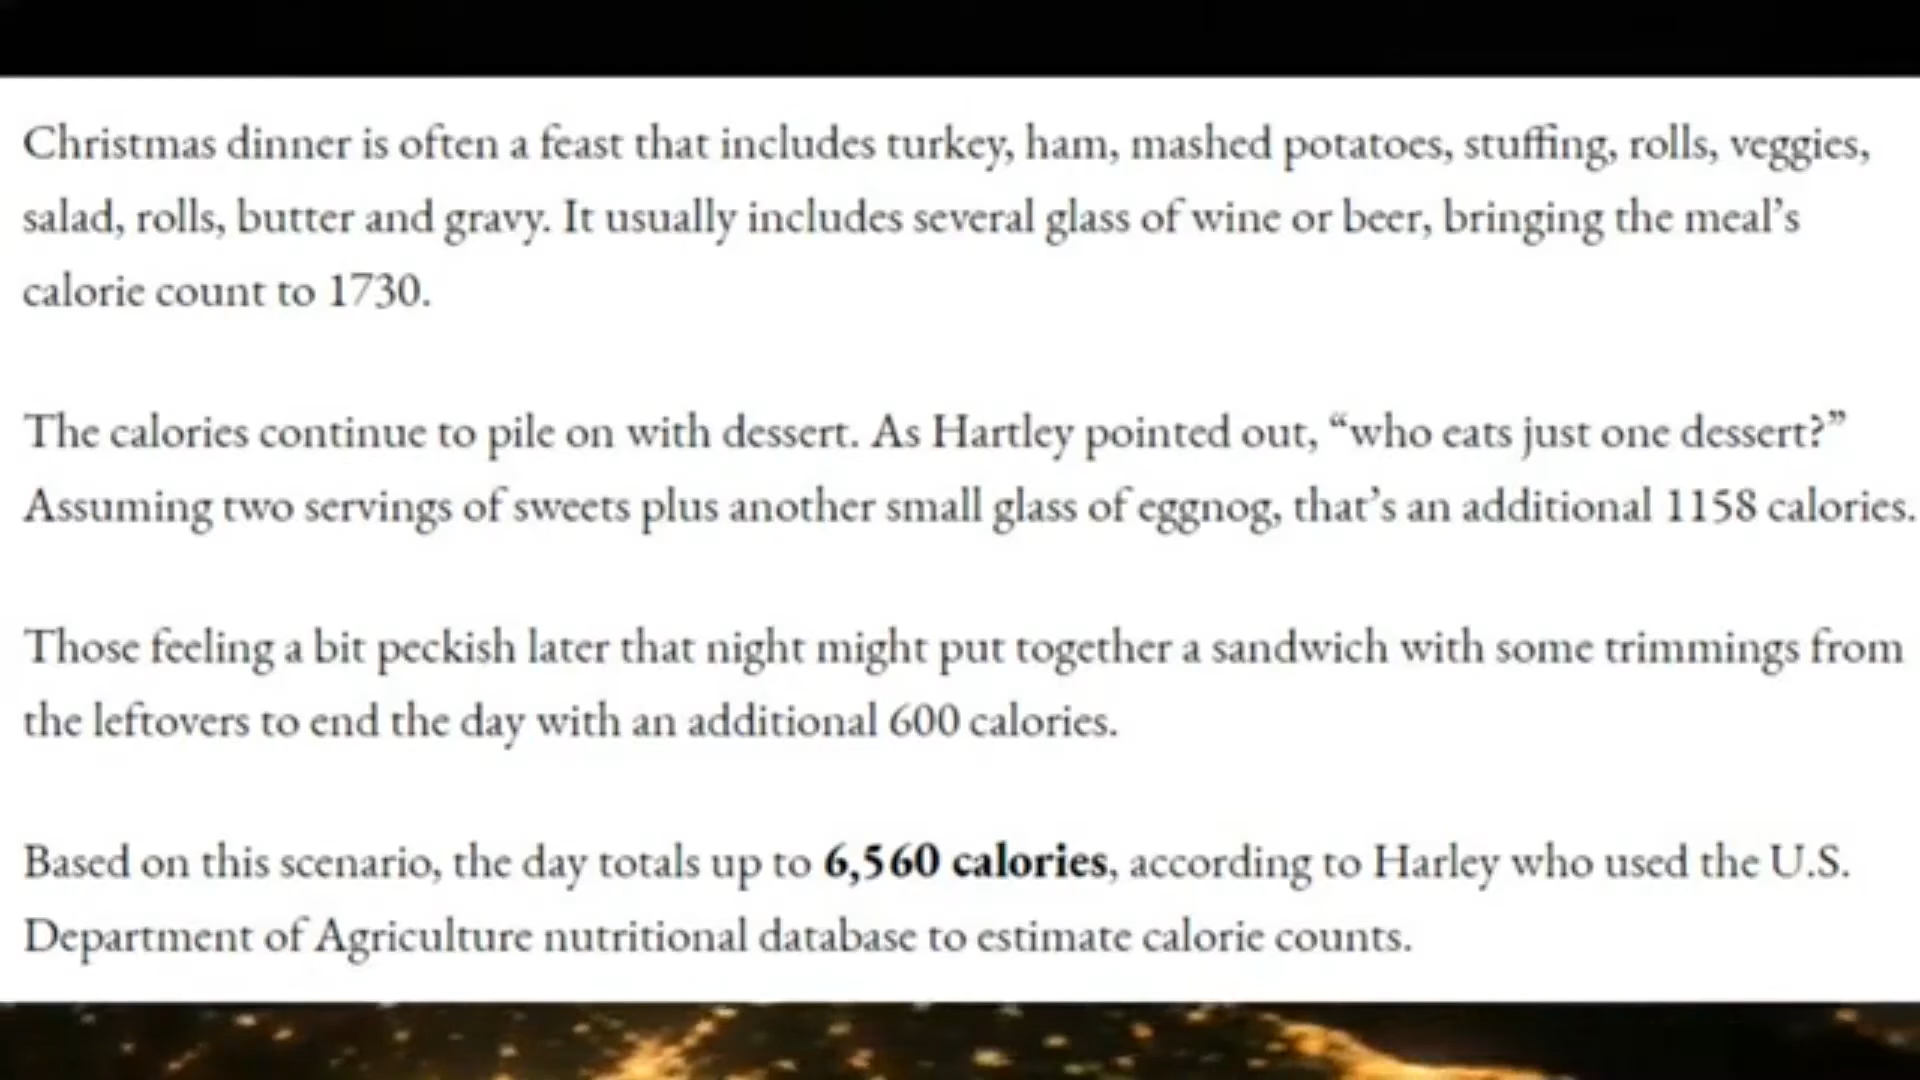 Christmas dinner is often a feast that includes turkey, ham, mashed potatoes, stuffing, rolls, veggies,
salad, rolls, butter and gravy. It usually includes several glass of wine or beer, bringing the meal’s
calorie count to 1730.
The calories continue to pile on with dessert. As Hartley pointed out, “who eats just one dessert?”
Assuming two servings of sweets plus another small glass of eggnog, that’s an additional 1158 calories.
Those feeling a bit peckish later that night might put together a sandwich with some trimmings from
the leftovers to end the day with an additional 600 calories.
Based on this scenario, the day totals up to 6,560 calories, according to Harley who used the U.S.
Department of Agriculture nutritional database to estimate calorie counts.